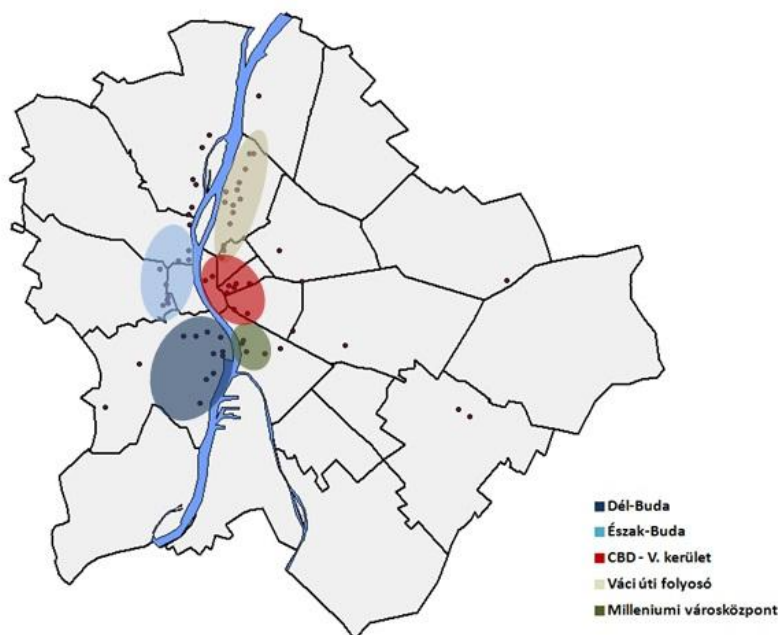 Dél-Buda
Észak-Buda
CBD - V. kerület
Váci úti folyosó
Milleniumi városközpont